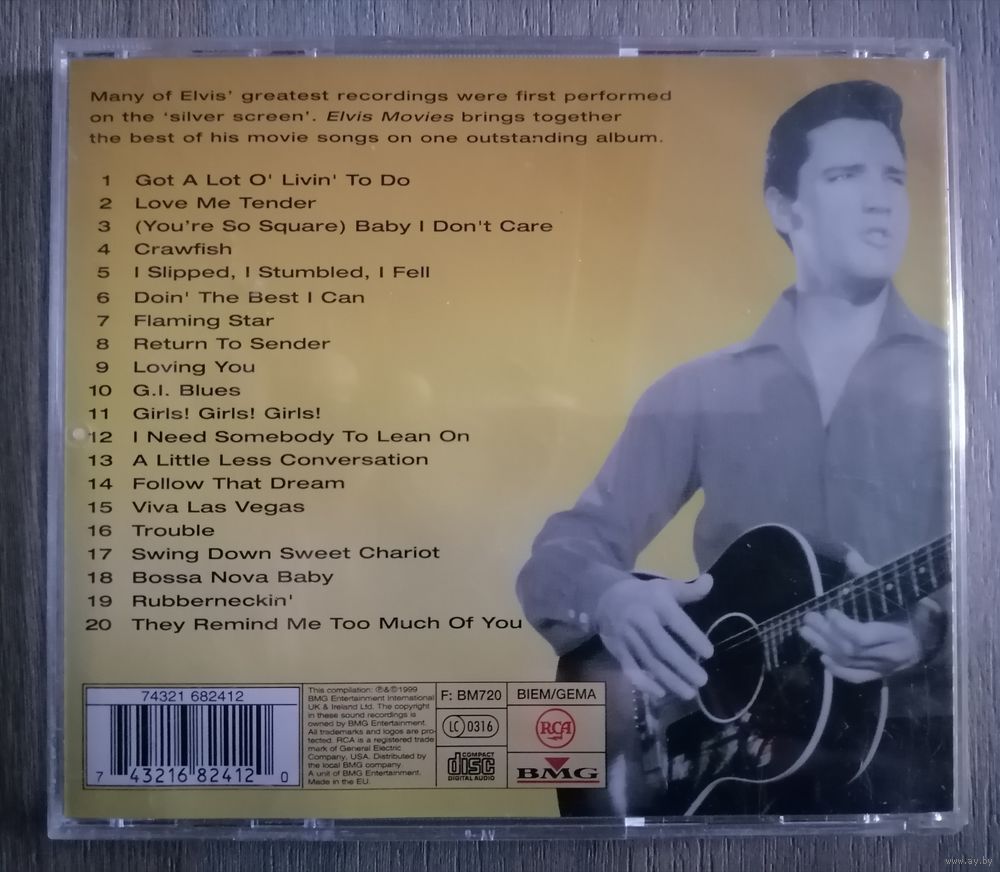 Many of Elvis' greatest recordings were first performed
on the 'silver screen'. Elvis Movies brings together
the best of his movie songs on one outstanding album.
1 Got A Lot O' Livin' To Do
2 Love Me Tender
3 (You're So Square) Baby I Don't Care
4 Crawfish
5 I Slipped, I Stumbled, I Fell
6 Doin' The Best I Can
7 Flaming Star
8 Return To Sender
9 Loving You
10 G.I. Blues
11 Girls! Girls! Girls!
12 I Need Somebody To Lean On
13 A Little Less Conversation
14 Follow That Dream
15 Viva Las Vegas
16 Trouble
17 Swing Down Sweet Chariot
18 Bossa Nova Baby
19 Rubberneckin'
20 They Remind Me Too Much Of You
74321 682412
7 43216 82412 0
This compilation: ℗&©1999
BMG Entertainment International
UK & Ireland Ltd. The copyright
in these sound recordings is
owned by BMG Entertainment.
All trademarks and logos are pro-
tected. RCA is a registered trade
mark of General Electric
Company, USA. Distributed by
the local BMG company.
A unit of BMG Entertainment.
Made in the EU.
F: BM720
LC 0316
COMPACT
disc
DIGITAL AUDIO
BIEM/GEMA
RCA
BMG
www.ay.by